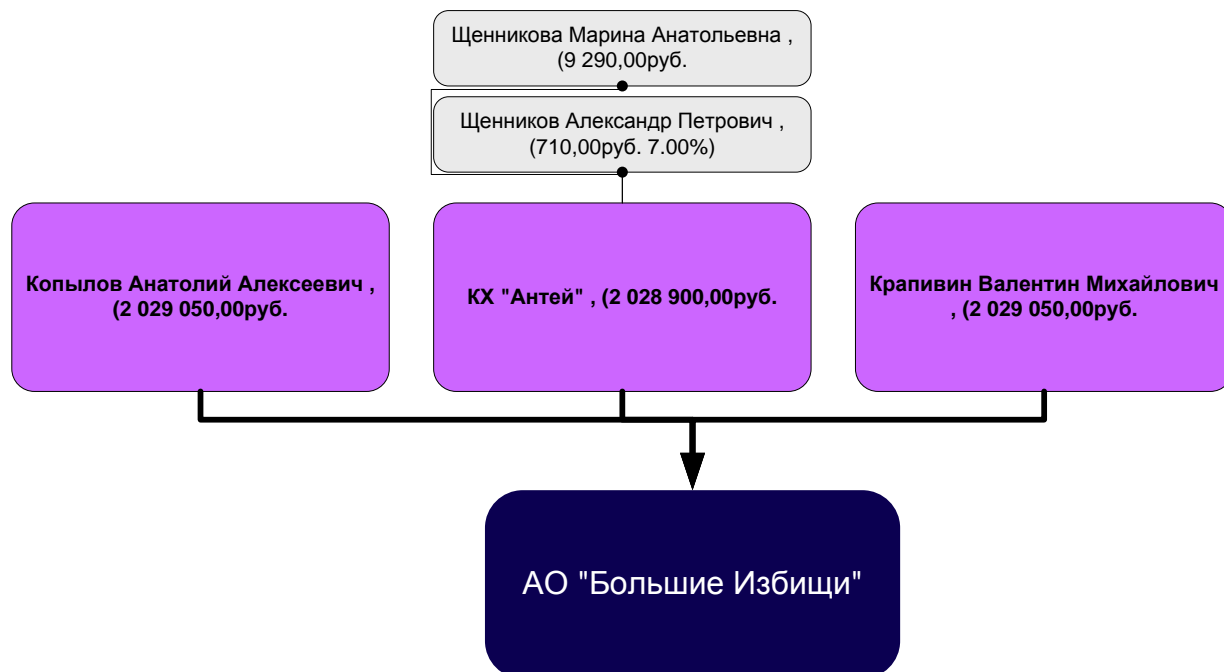 Щенникова Марина Анатольевна ,
(9 290,00руб.
Щенников Александр Петрович ,
(710,00руб. 7.00%)
Копылов Анатолий Алексеевич ,
(2 029 050,00руб.
КХ "Антей" , (2 028 900,00руб.
Крапивин Валентин Михайлович
, (2 029 050,00руб.
АО "Большие Избищи"